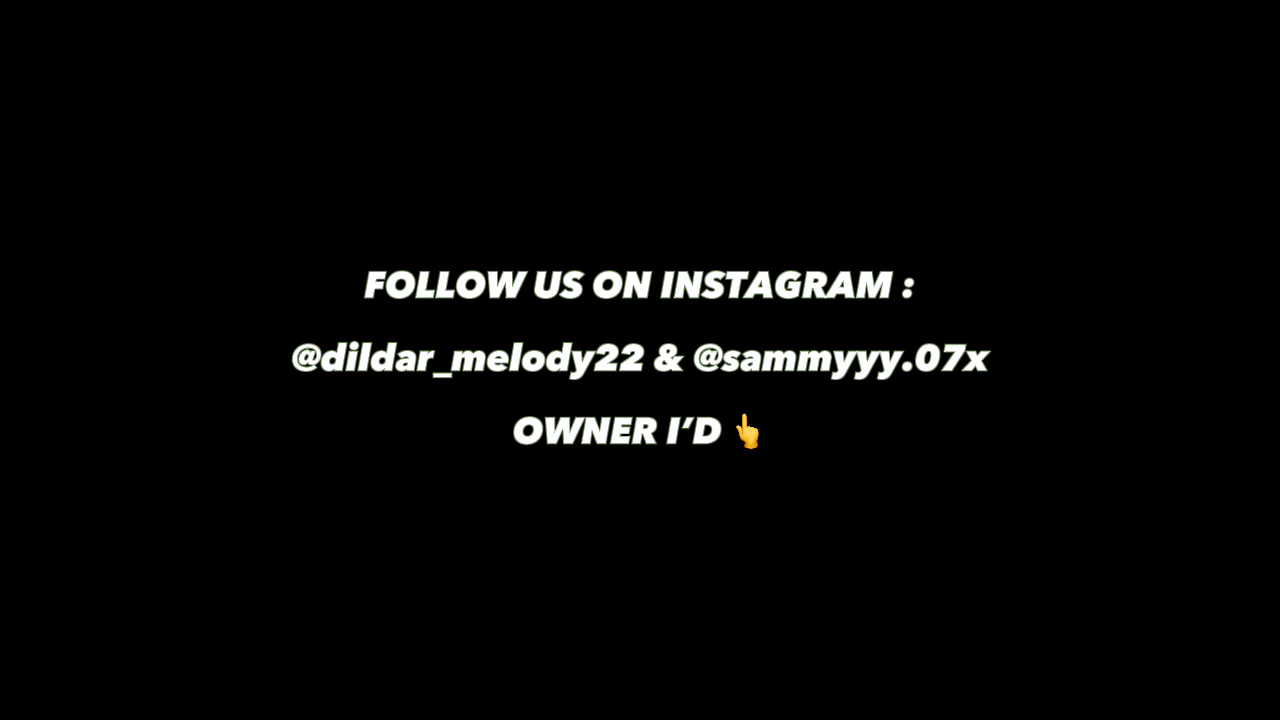 FOLLOW US ON INSTAGRAM :
@dildar_melody22 & @sammyyy.07x
OWNER I’D 👆